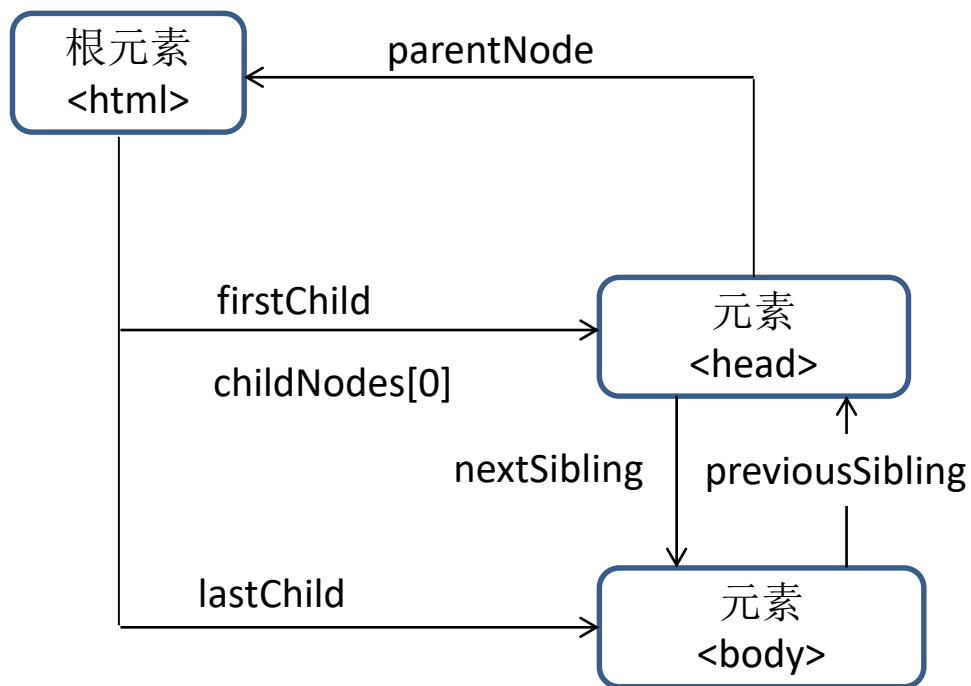 根元素
<html>
parentNode
firstChild
childNodes[0]
元素
<head>
nextSibling
previousSibling
lastChild
元素
<body>